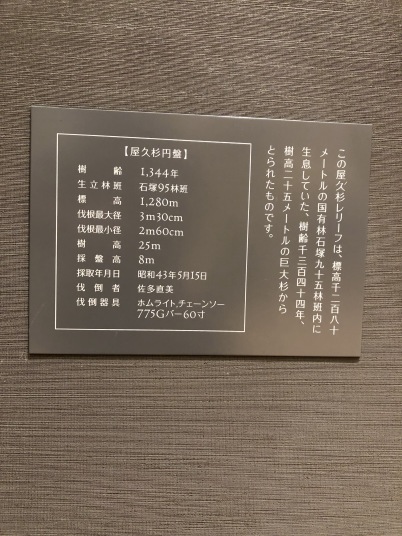 この屋久杉レリーフは、標高千二百八十
メートルの国有林石塚九十五林班内に
生息していた、樹齢千三百四十四年、
樹高二十五メートルの巨大杉から
とられたものです。
【屋久杉円盤】
樹齢 1,344年
生立林班 石塚95林班
標高 1,280m
伐根最大径 3m30cm
伐根最小径 2m60cm
樹高 25m
採盤高 8m
採取年月日 昭和43年5月15日
伐倒者 佐多直美
伐倒器具 ホームライト,チェーンソー
775Gバー60寸